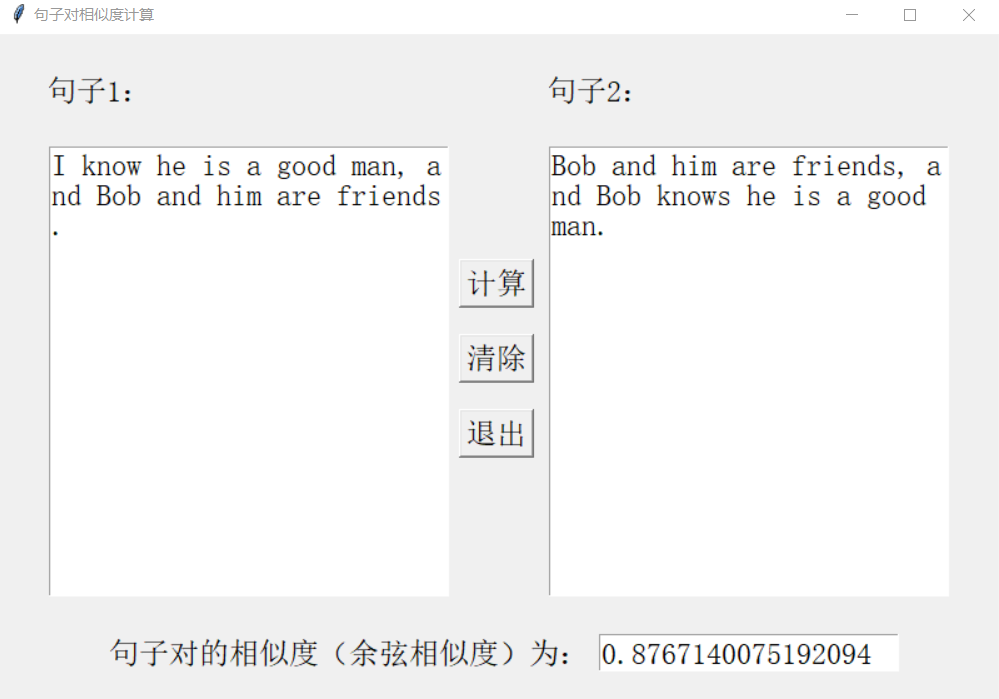 句子对相似度计算
句子1：
句子2：
I know he is a good man, a
nd Bob and him are friends
.
Bob and him are friends, a
nd Bob knows he is a good
man.
计算
清除
退出
句子对的相似度（余弦相似度）为：
0.8767140075192094